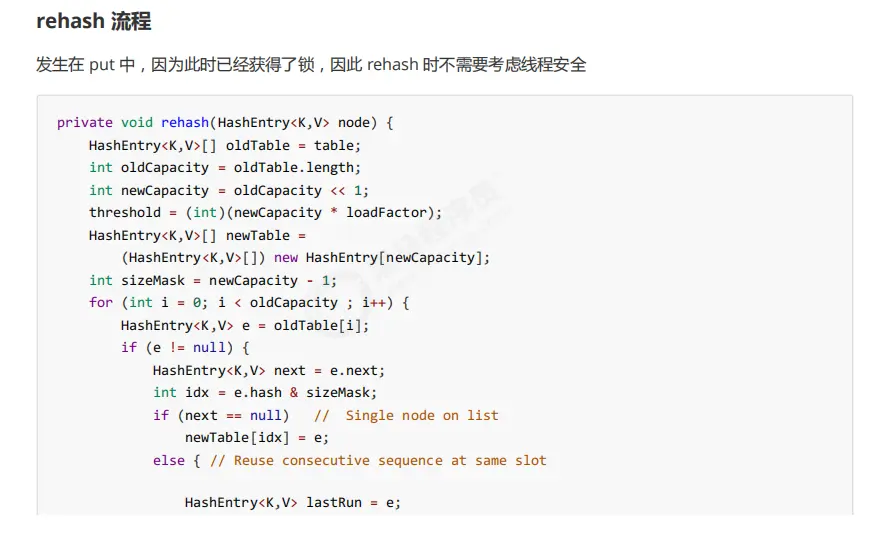 rehash 流程
发生在 put 中，因为此时已经获得了锁，因此 rehash 时不需要考虑线程安全
private void rehash(HashEntry<K,V> node) {
    HashEntry<K,V>[] oldTable = table;
    int oldCapacity = oldTable.length;
    int newCapacity = oldCapacity << 1;
    threshold = (int)(newCapacity * loadFactor);
    HashEntry<K,V>[] newTable =
        (HashEntry<K,V>[]) new HashEntry[newCapacity];
    int sizeMask = newCapacity - 1;
    for (int i = 0; i < oldCapacity ; i++) {
        HashEntry<K,V> e = oldTable[i];
        if (e != null) {
            HashEntry<K,V> next = e.next;
            int idx = e.hash & sizeMask;
            if (next == null)   //  Single node on list
                newTable[idx] = e;
            else { // Reuse consecutive sequence at same slot
                HashEntry<K,V> lastRun = e;